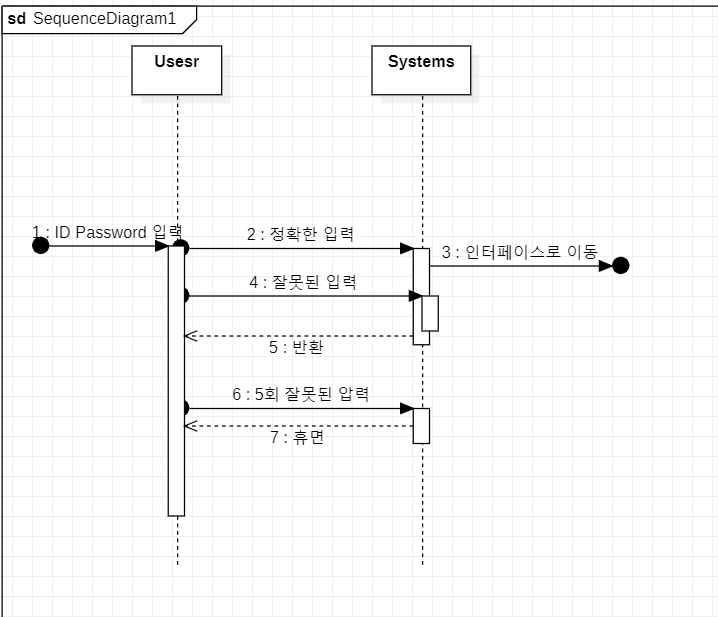 sd SequenceDiagram1
Usesr
Systems
1 : ID Password 입력
2 : 정확한 입력
3 : 인터페이스로 이동
4 : 잘못된 입력
5 : 반환
6 : 5회 잘못된 압력
7 : 휴면